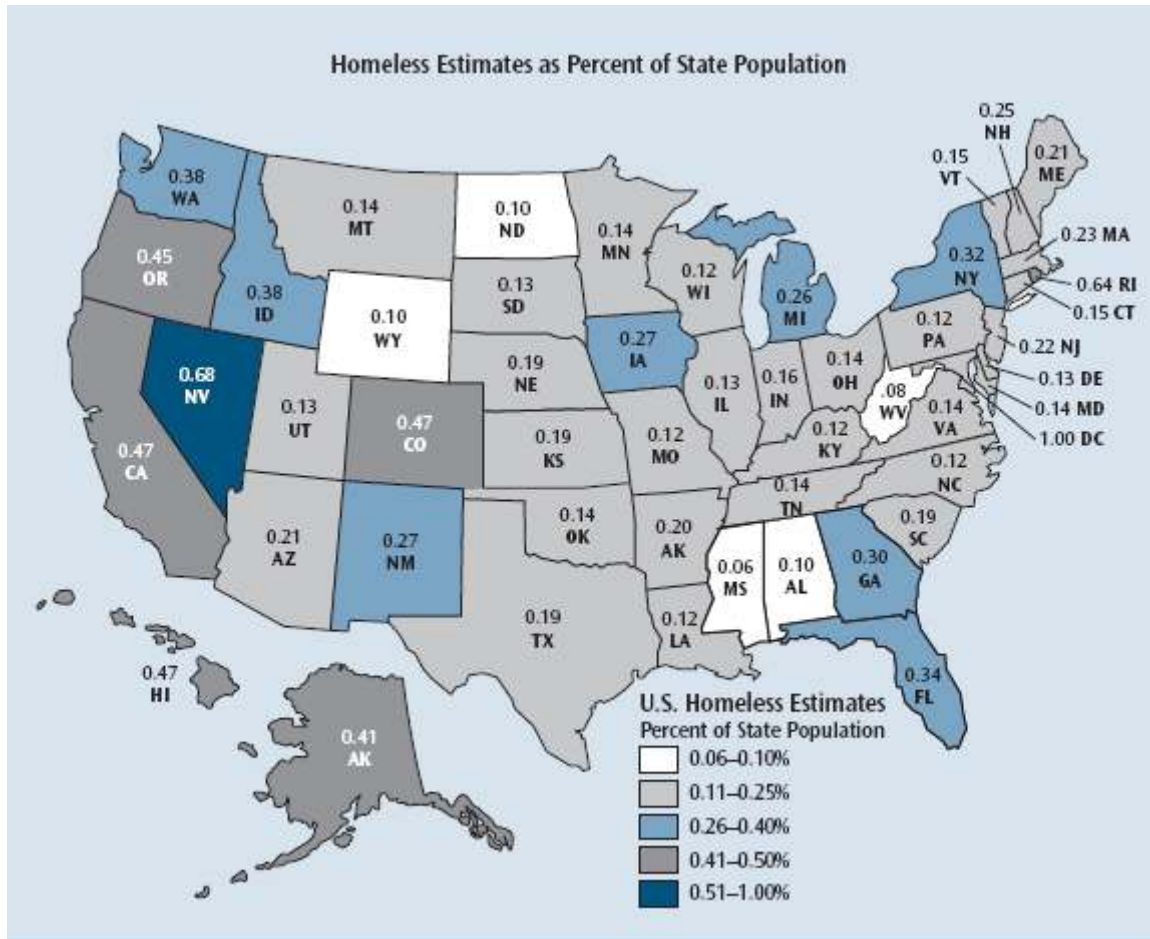 Homeless Estimates as Percent of State Population
0.25
NH
0.15
VT
0.21
ME
0.38
WA
0.14
MT
0.10
ND
0.14
MN
0.23 MA
0.45
OR
0.32
NY
0.12
WI
0.64 RI
0.38
ID
0.13
SD
0.26
MI
0.15 CT
0.10
WY
0.12
PA
0.27
IA
0.22 NJ
0.68
NV
0.19
NE
0.14
OH
0.13 DE
0.13
IL
0.16
IN
.08
WV
0.13
UT
0.14
VA
0.14 MD
0.47
CO
0.12
KY
1.00 DC
0.47
CA
0.19
KS
0.12
MO
0.12
NC
0.14
TN
0.14
OK
0.19
SC
0.21
AZ
0.27
NM
0.20
AK
0.06
MS
0.10
AL
0.30
GA
0.19
TX
0.12
LA
0.47
HI
0.34
FL
0.41
AK
U.S. Homeless Estimates
Percent of State Population
0.06–0.10%
0.11–0.25%
0.26–0.40%
0.41–0.50%
0.51–1.00%